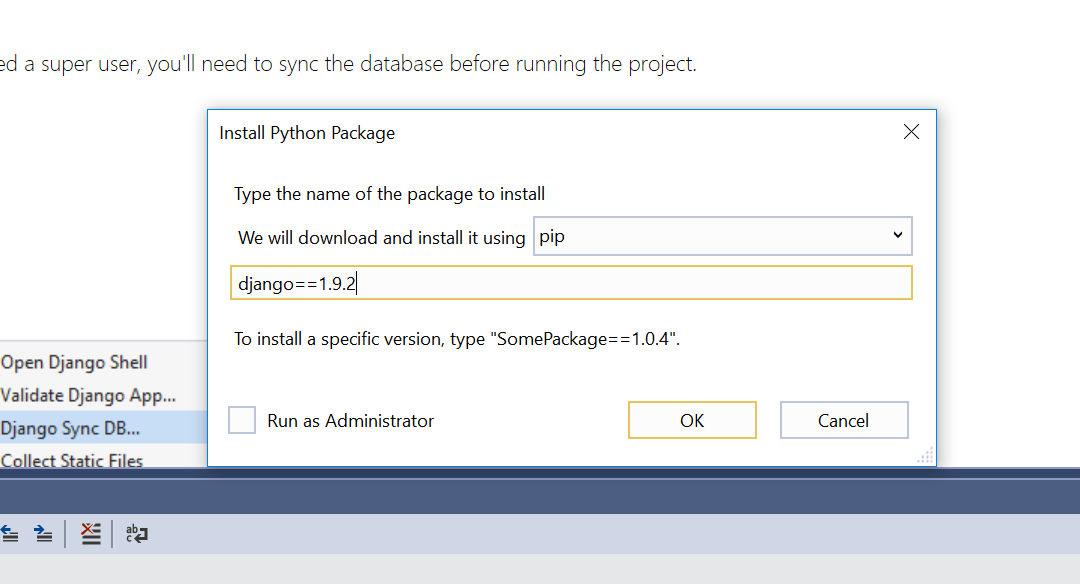 ed a super user, you'll need to sync the database before running the project.
Install Python Package
Type the name of the package to install
We will download and install it using pip
django==1.9.2
To install a specific version, type "SomePackage==1.0.4".
Run as Administrator
OK
Cancel
Open Django Shell
Validate Django App...
Django Sync DB...
Collect Static Files
ab
c